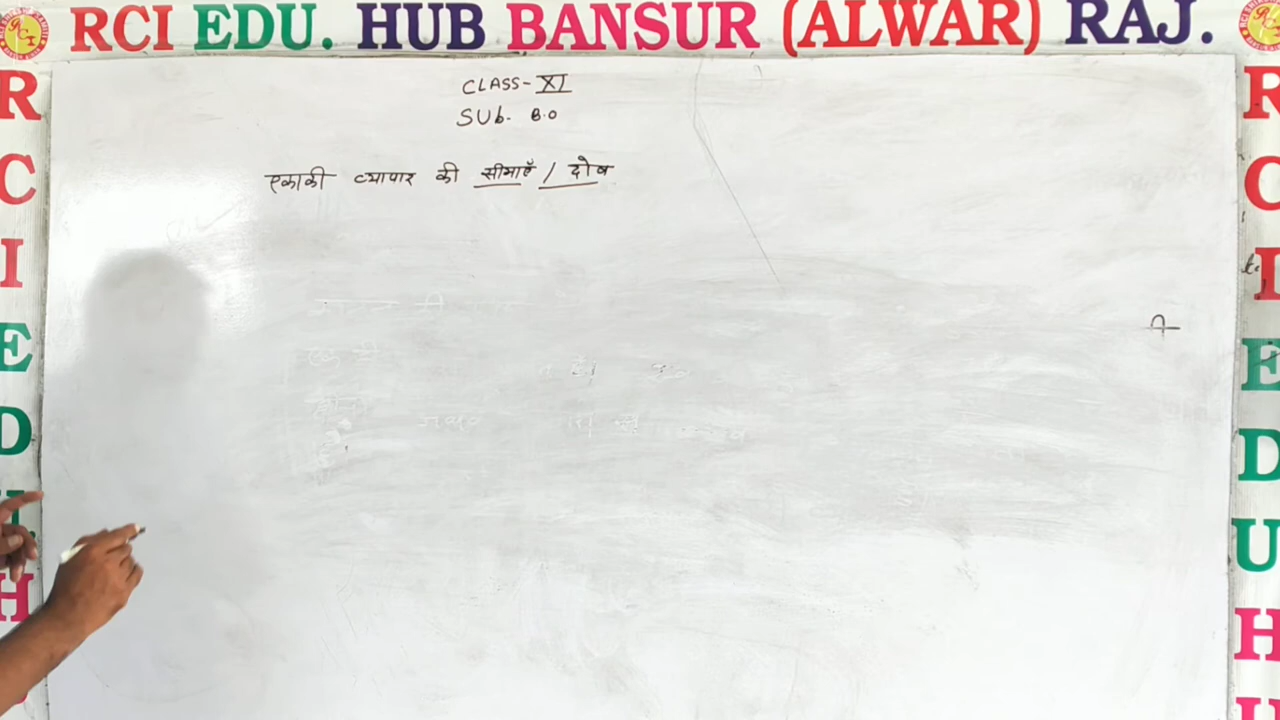 RCI EDU. HUB BANSUR (ALWAR) RAJ.
CLASS-XI
SUb. B.O
एकाकी व्यापार की सीमाएँ / दोष
R
C
I
E
D
U.
H
R
C
I
E
D
U
H
U